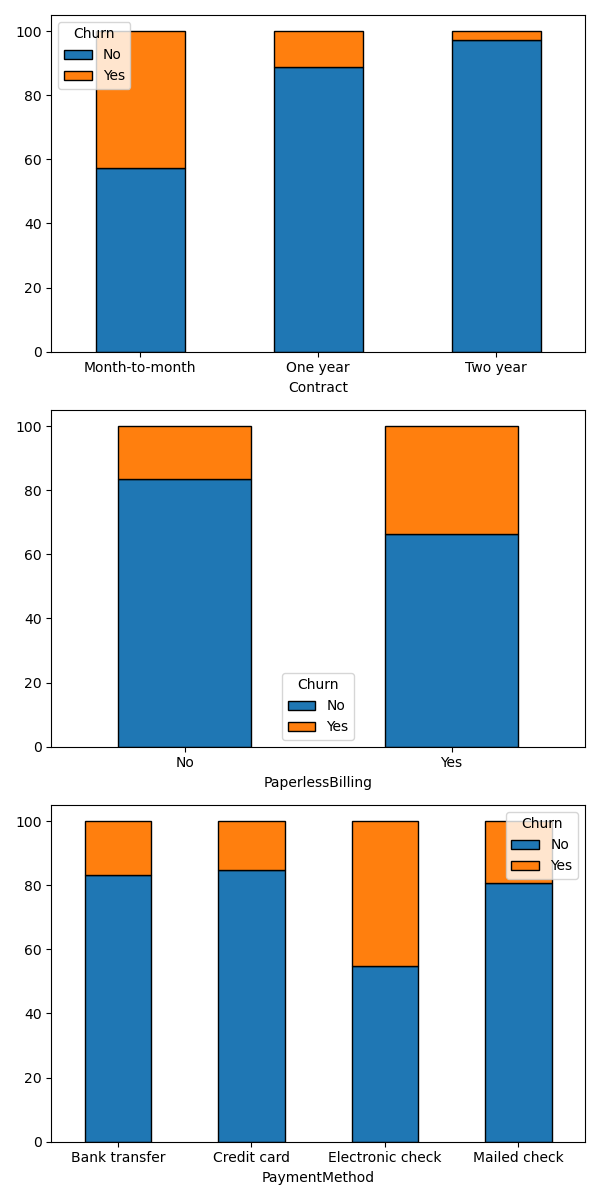 100
Churn
No
Yes
80
60
40
20
0
Month-to-month One year Two year
Contract
100
80
60
40
20
Churn
No
Yes
0
No Yes
PaperlessBilling
100
Churn
No
Yes
80
60
40
20
0
Bank transfer Credit card Electronic check Mailed check
PaymentMethod